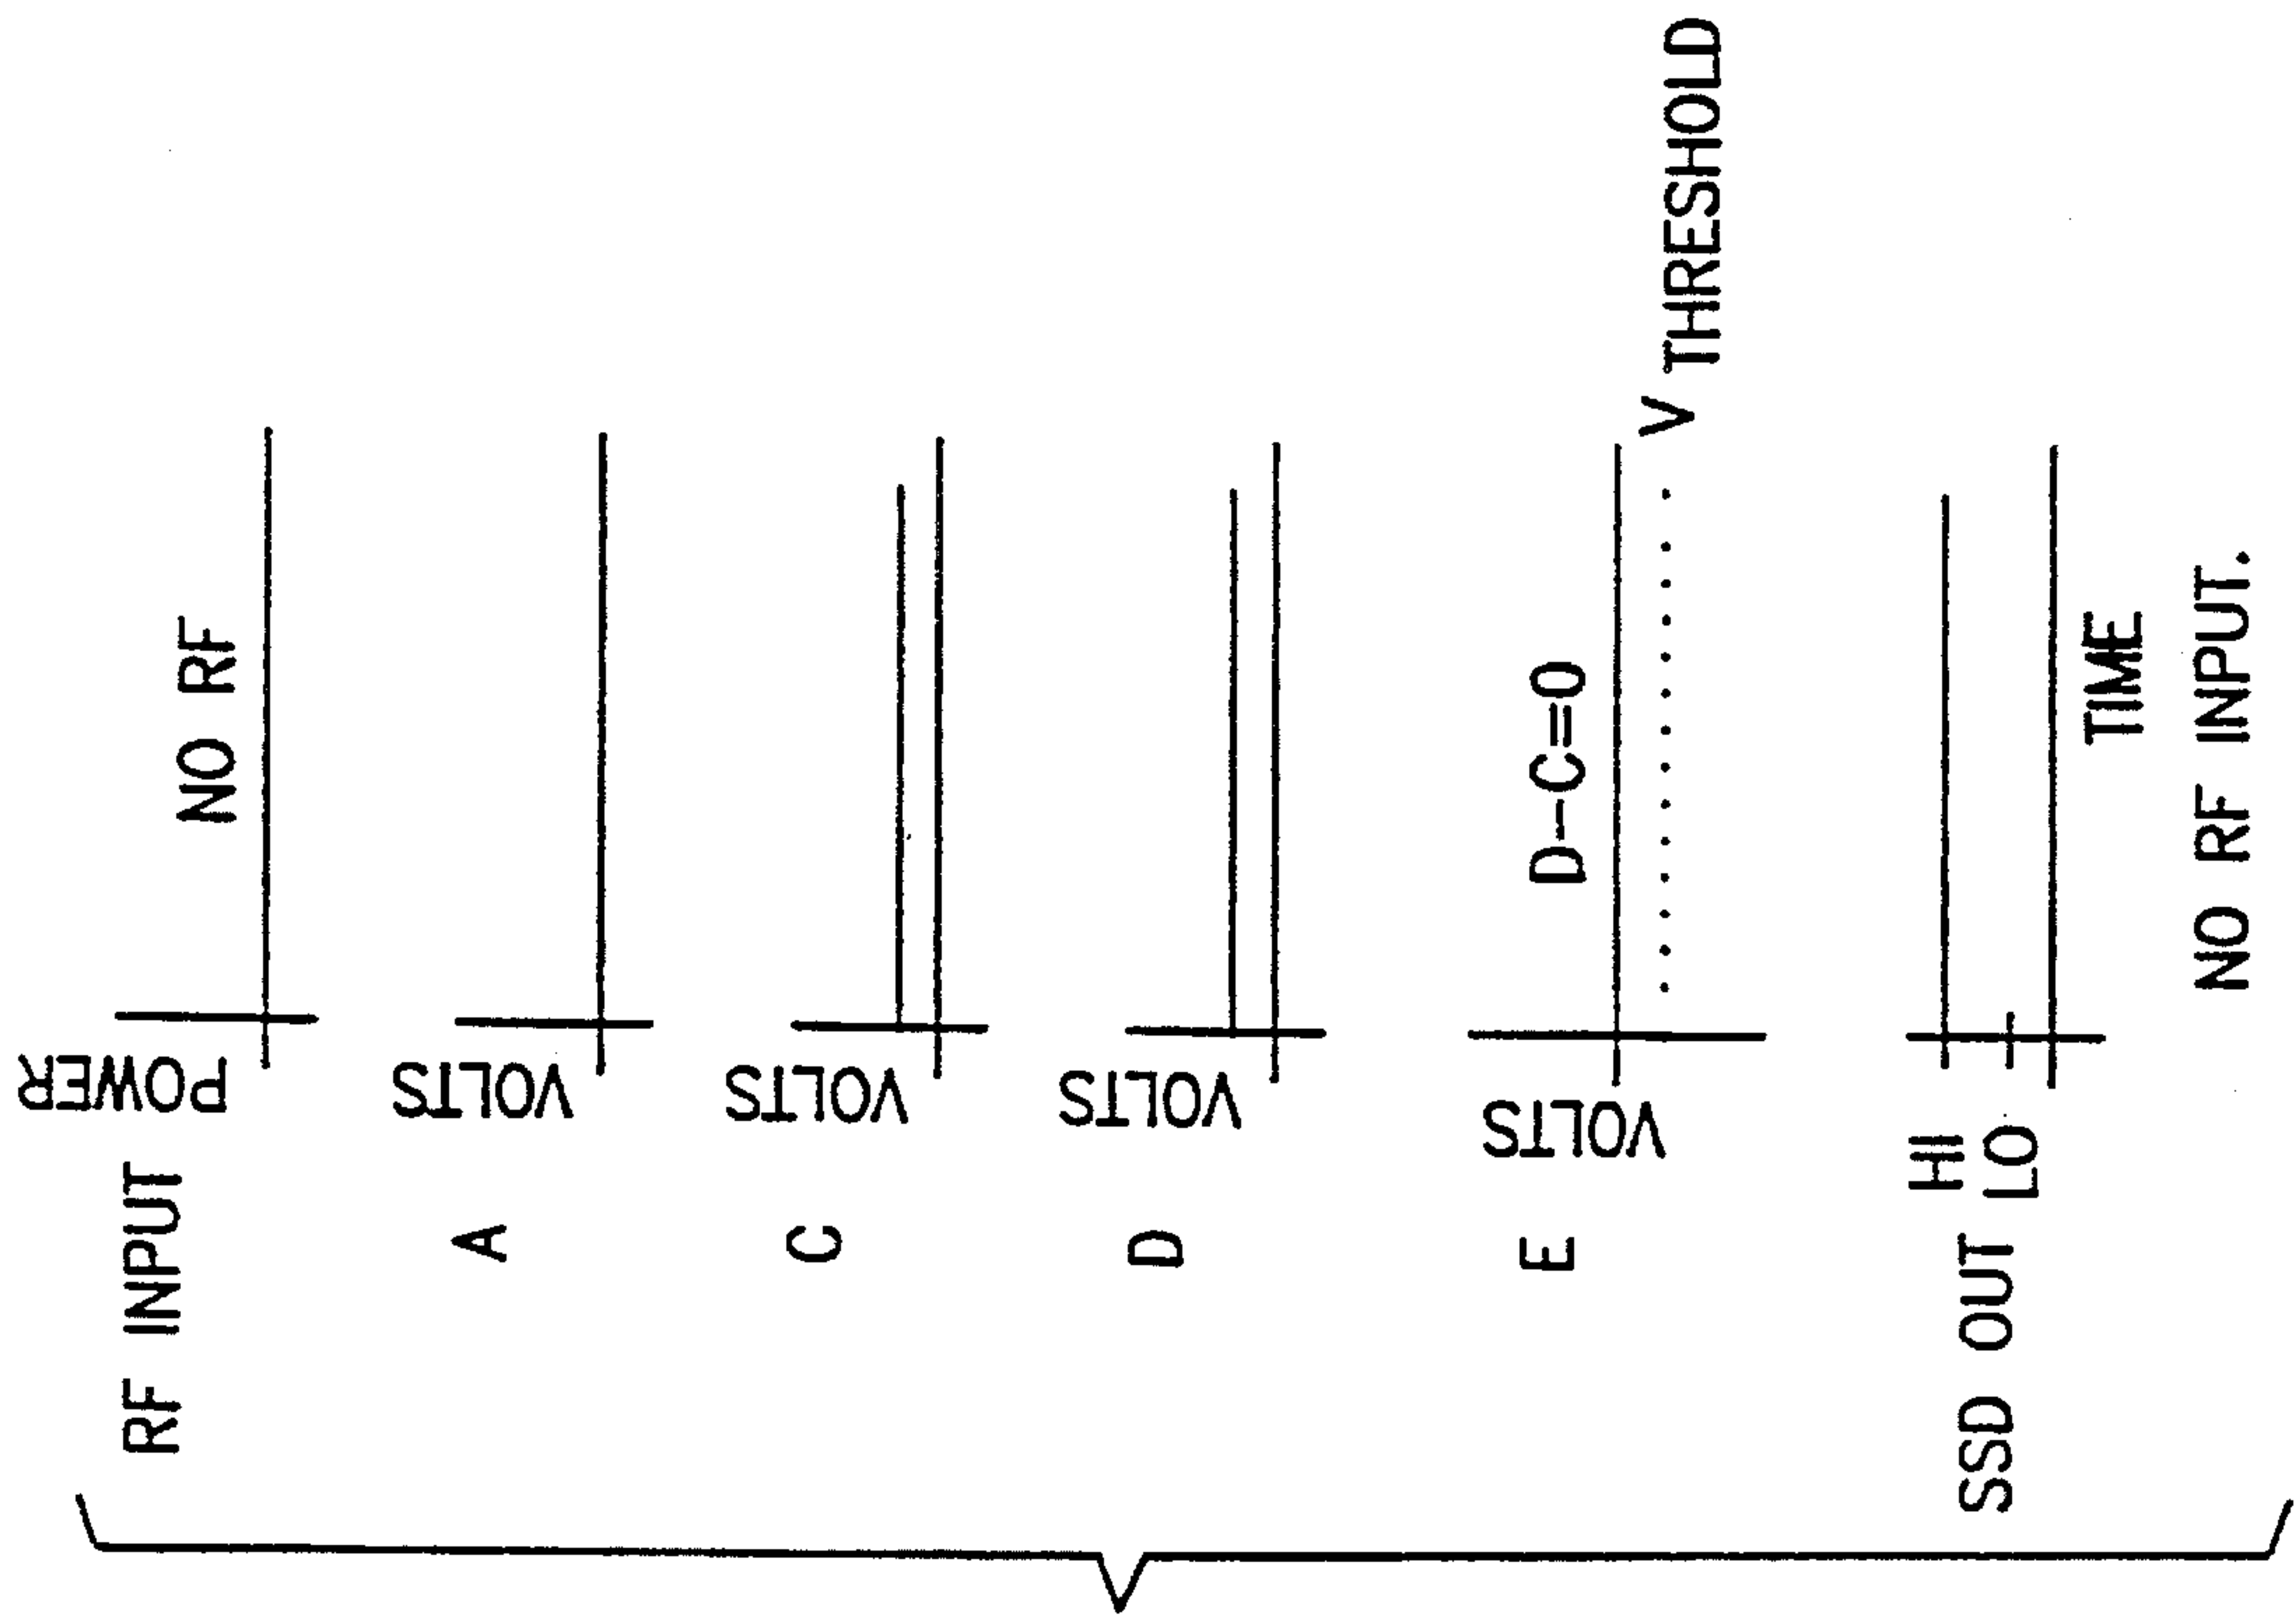 RF INPUT
POWER
NO RF
A
VOLTS
C
VOLTS
D
VOLTS
E
VOLTS
D-C=0
V THRESHOLD
SSD OUT
HI
LO
TIME
NO RF INPUT.